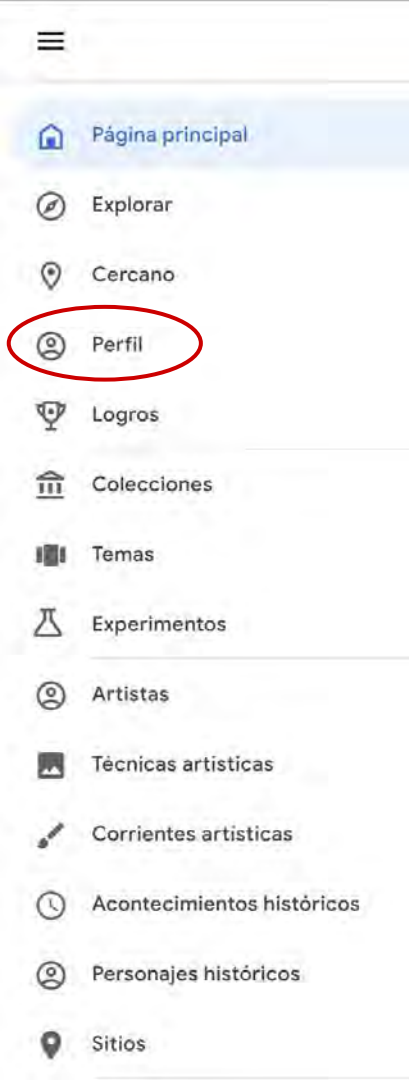 Página principal
Explorar
Cercano
Perfil
Logros
Colecciones
Temas
Experimentos
Artistas
Técnicas artísticas
Corrientes artísticas
Acontecimientos históricos
Personajes históricos
Sitios